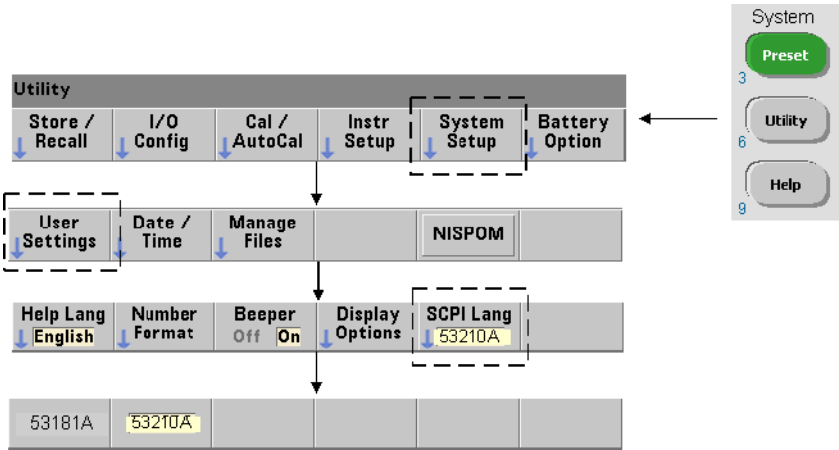 System
Preset
3
Utility
6
Help
9
Utility
Store / Recall
I/O Config
Cal / AutoCal
Instr Setup
System Setup
Battery Option
User Settings
Date / Time
Manage Files
NISPOM
Help Lang English
Number Format
Beeper Off On
Display Options
SCPI Lang 53210A
53181A
53210A